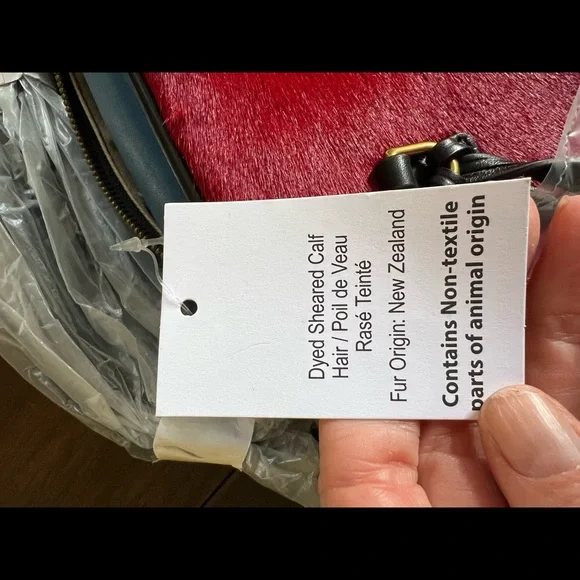 Dyed Sheared Calf
Hair / Poil de Veau
Rasé Teinté
Fur Origin: New Zealand
Contains Non-textile
parts of animal origin